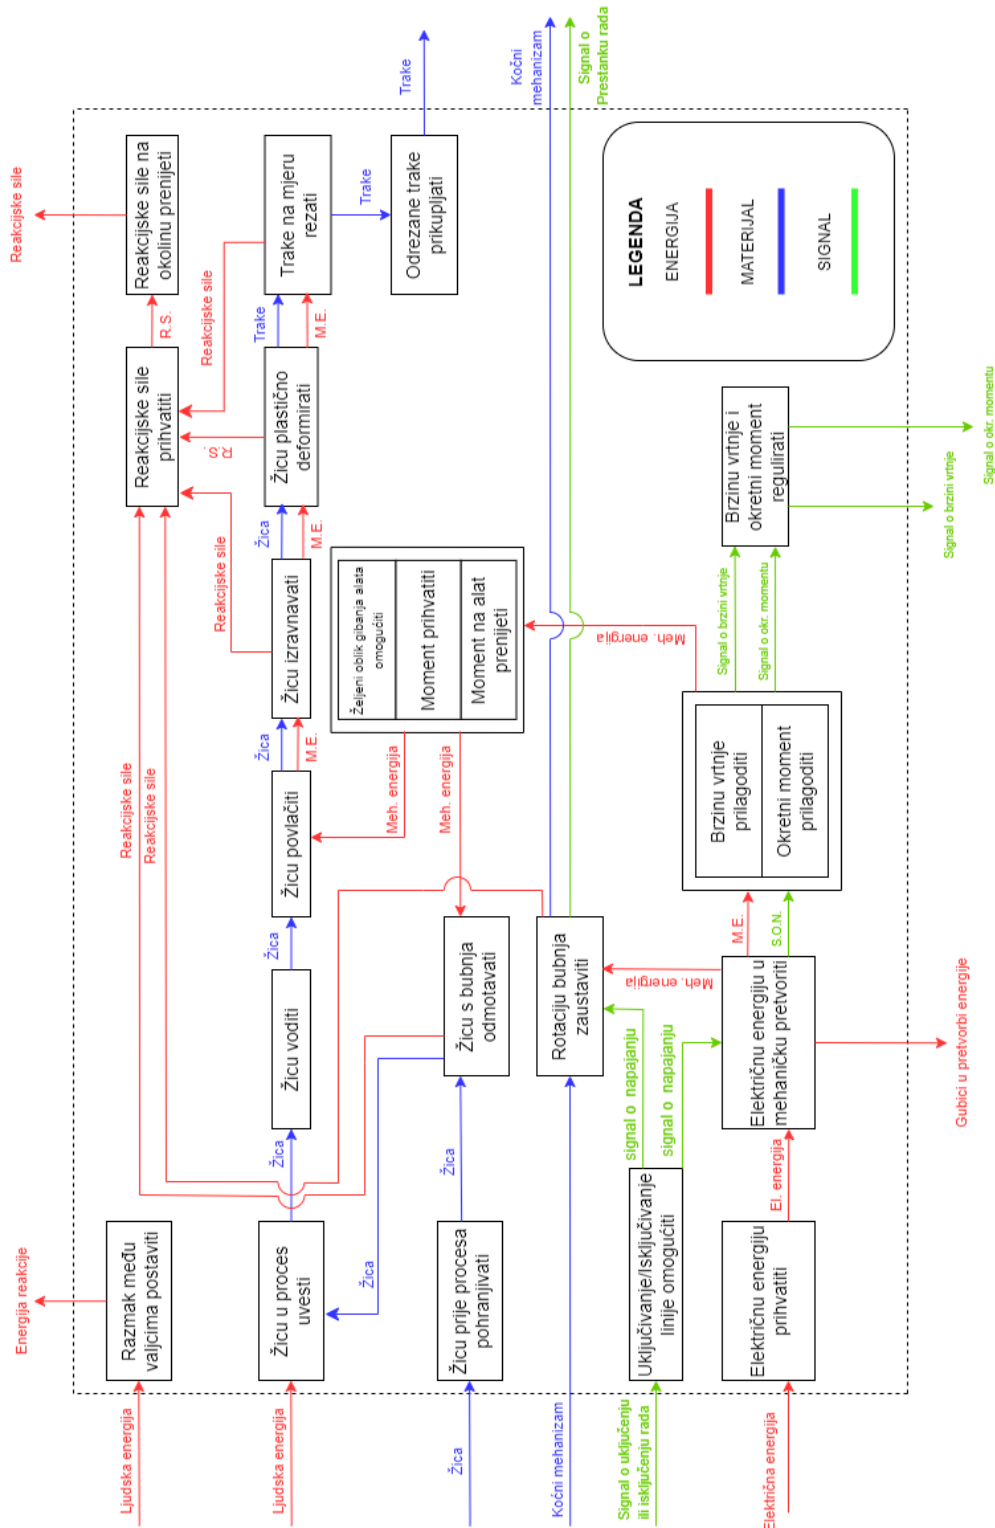 Ljudska energija
Razmak među
valjcima postaviti
Energija reakcije
Reakcijske sile
Reakcijske sile
Reakcijske sile
prihvatiti
R.S.
Reakcijske sile na
okolinu prenijeti
Reakcijske sile
Ljudska energija
Žicu u proces
uvesti
Žica
Žicu voditi
Žica
Žicu povlačiti
Žica
M.E.
Žicu izravnavati
Reakcijske sile
Žica
M.E.
Žicu plastično
deformirati
R.S.
Reakcijske sile
Trake
M.E.
Trake na mjeru
rezati
Trake
Odrezane trake
prikupljati
Trake
Žica
Žica
Žicu prije procesa
pohranjivati
Žica
Žicu s bubnja
odmotavati
Meh. energija
Meh. energija
Željeni oblik gibanja alata
omogućiti
Moment prihvatiti
Moment na alat
prenijeti
Kočni mehanizam
Rotaciju bubnja
zaustaviti
Kočni
mehanizam
Signal o
Prestanku rada
Signal o uključenju
ili isključenju rada
Uključivanje/Isključivanje
linije omogućiti
signal o napajanju
signal o napajanju
Meh. energija
Meh. energija
Električna energija
Električnu energiju
prihvatiti
El. energija
Električnu energiju u
mehaničku pretvoriti
Gubici u pretvorbi energije
M.E.
S.O.N.
Brzinu vrtnje
prilagoditi
Okretni moment
prilagoditi
Signal o brzini vrtnje
Signal o okr. momentu
Brzinu vrtnje i
okretni moment
regulirati
Signal o brzini vrtnje
Signal o okr. momentu
LEGENDA
ENERGIJA
MATERIJAL
SIGNAL